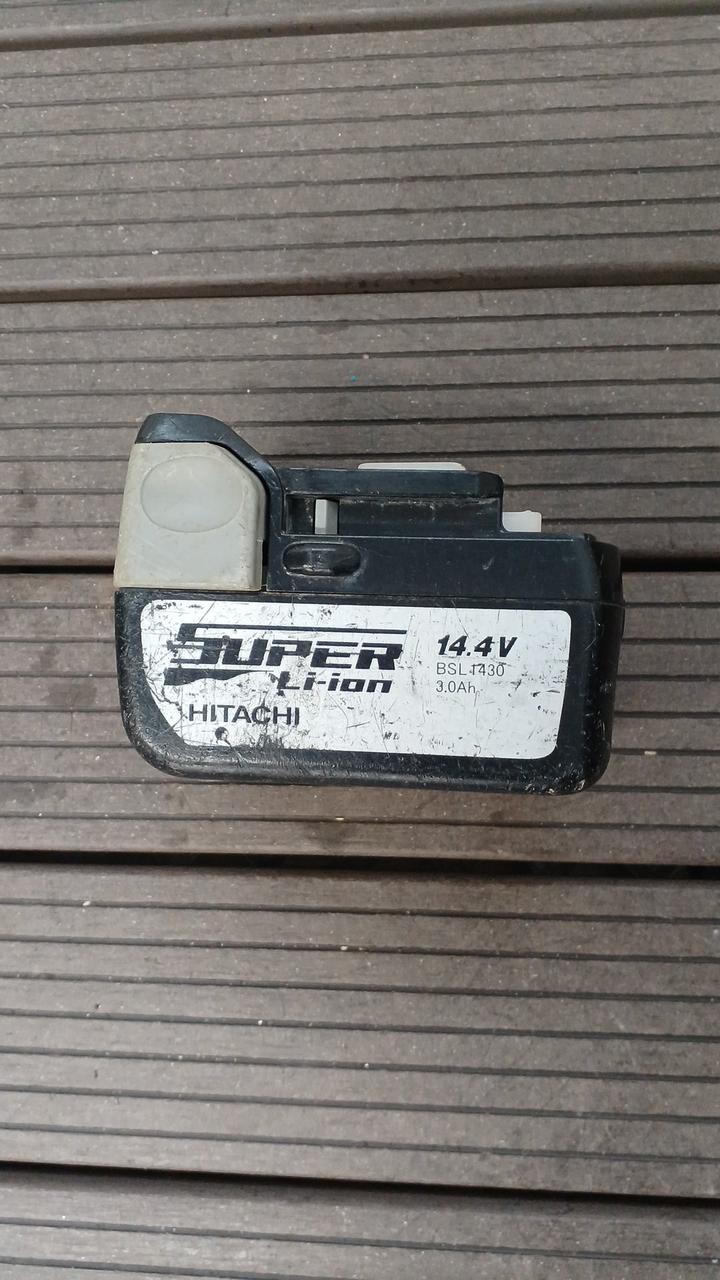 SUPER
Li-ion
HITACHI
14.4V
BSL1430
3.0Ah